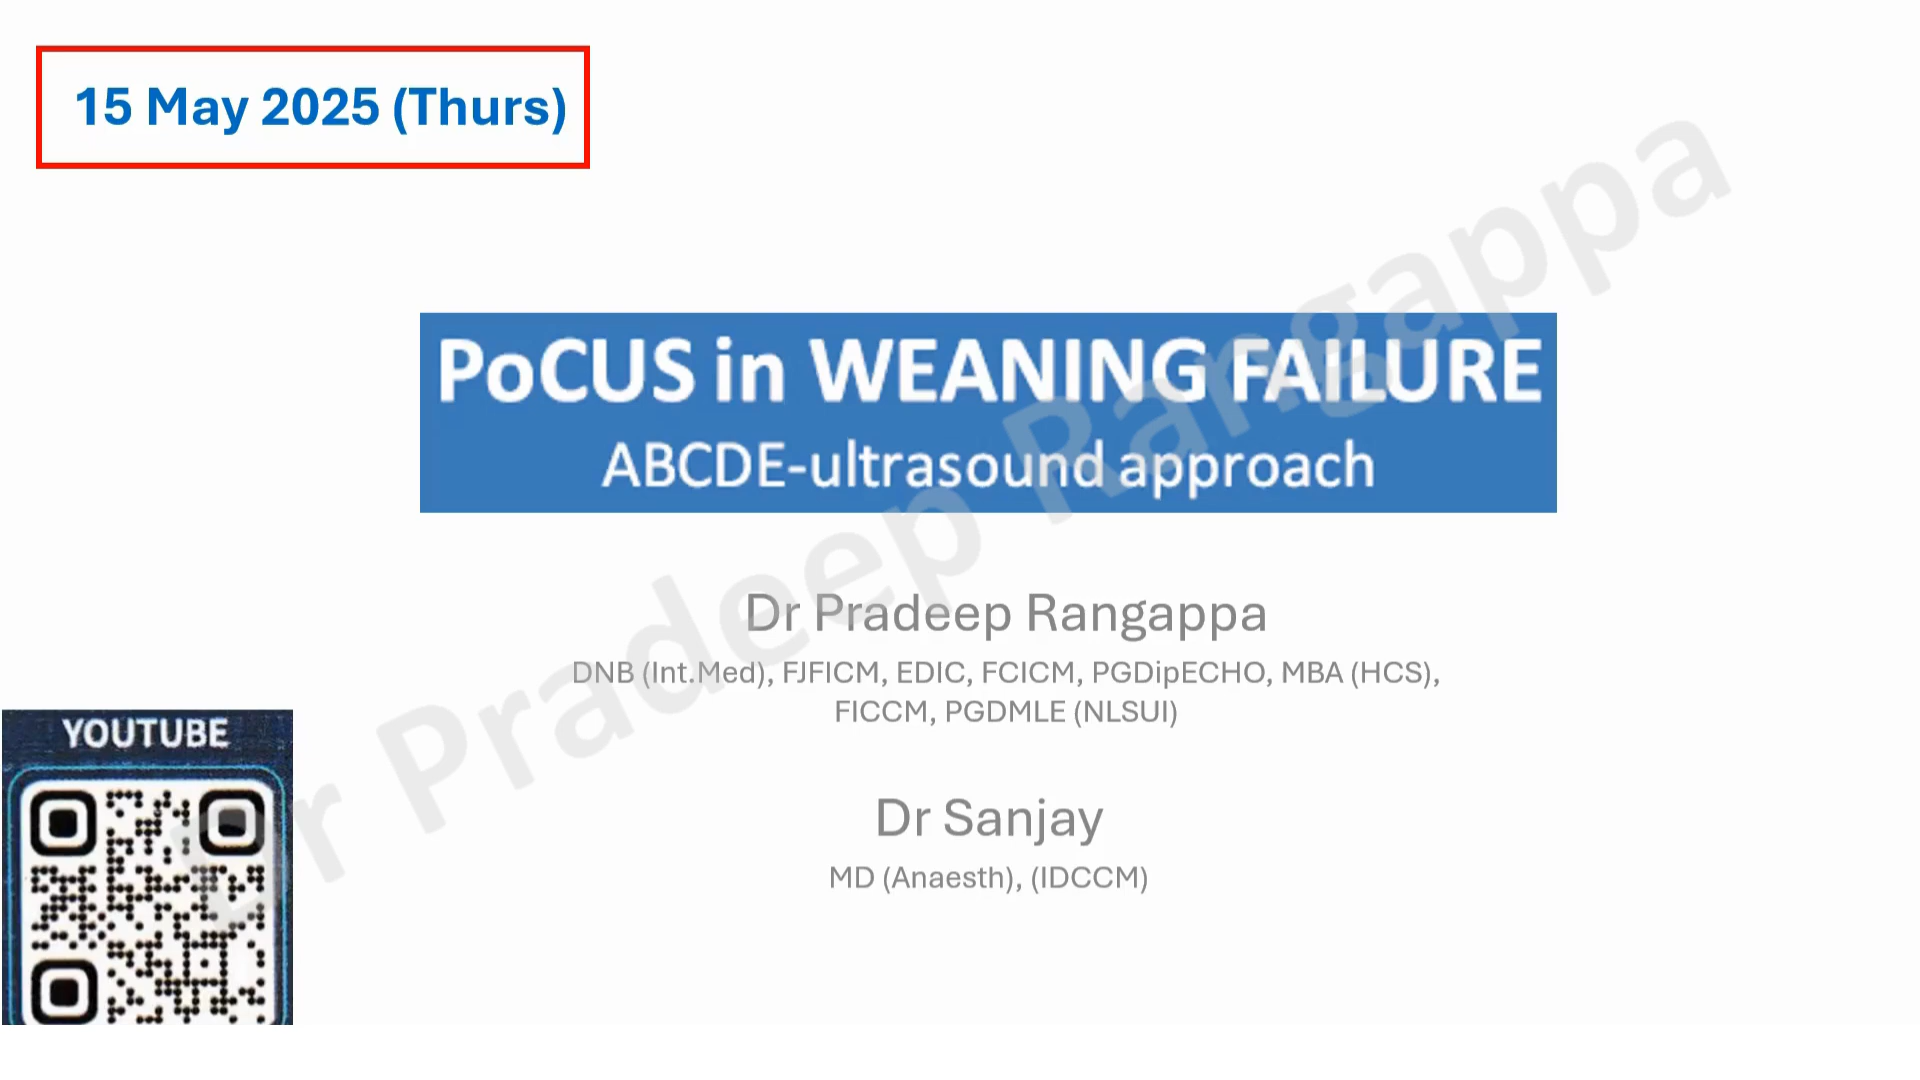 15 May 2025 (Thurs)
PoCUS in WEANING FAILURE
ABCDE-ultrasound approach
Dr Pradeep Rangappa
DNB (Int.Med), FJFICM, EDIC, FCICM, PGDipECHO, MBA (HCS),
FICCM, PGDMLE (NLSUI)
Dr Sanjay
MD (Anaesth), (IDCCM)
YOUTUBE
Dr Pradeep Rangappa